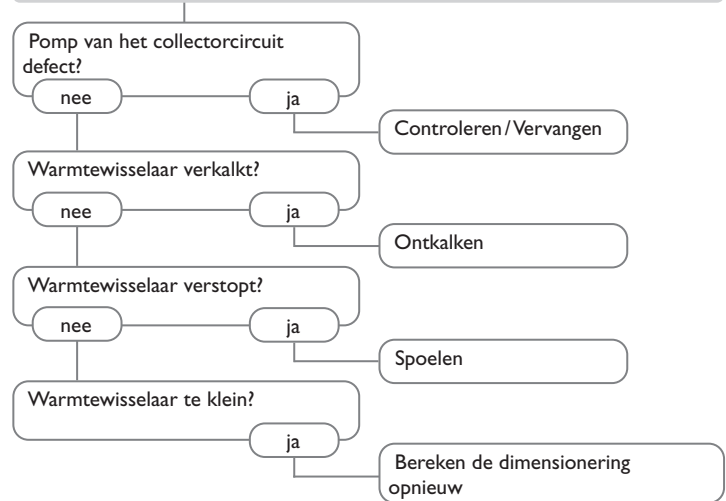 Pomp van het collectorcircuit
defect?
nee
ja
Controleren/Vervangen
Warmtewisselaar verkalkt?
nee
ja
Ontkalken
Warmtewisselaar verstopt?
nee
ja
Spoelen
Warmtewisselaar te klein?
ja
Bereken de dimensionering
opnieuw